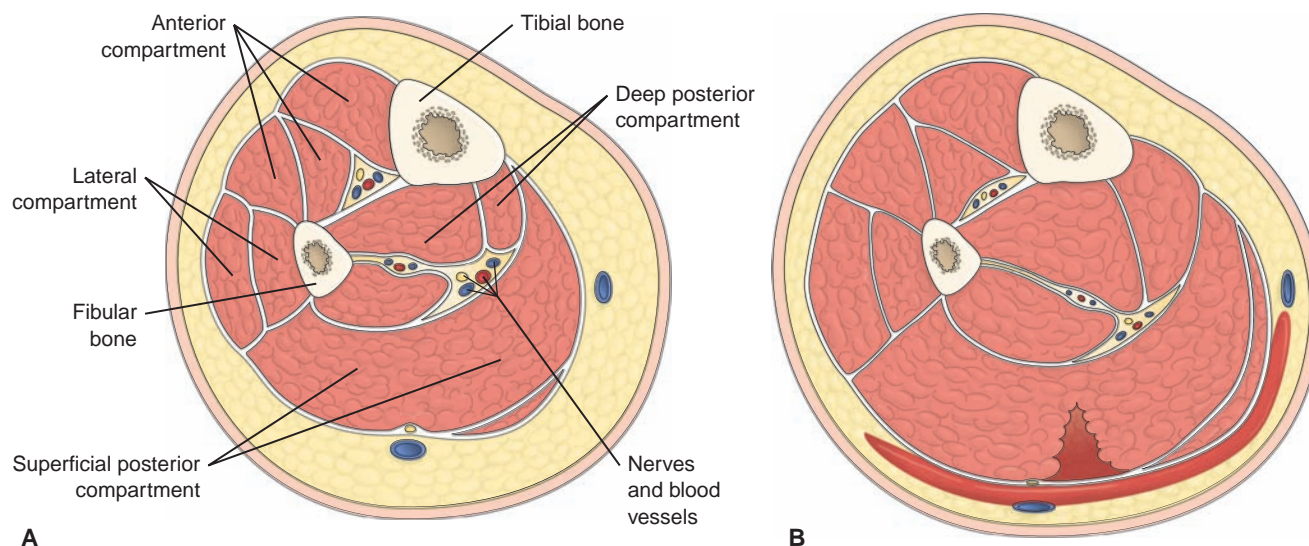 Anterior
compartment
Tibial bone
Deep posterior
compartment
Lateral
compartment
Fibular
bone
Superficial posterior
compartment
Nerves
and blood
vessels
A
B